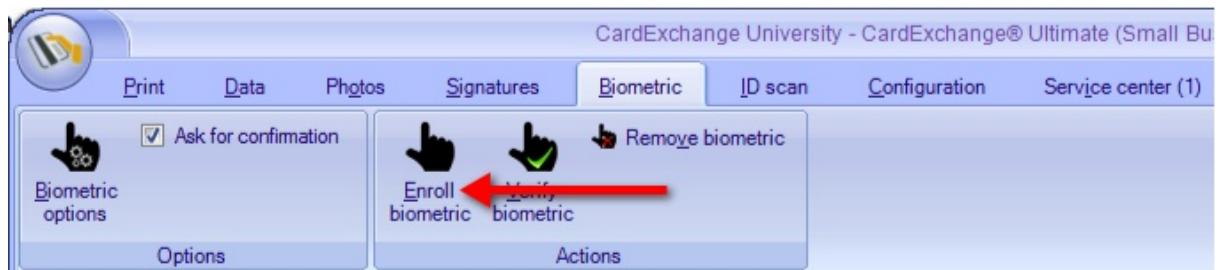 CardExchange University - CardExchange® Ultimate (Small Bu
Print Data Photos Signatures Biometric ID scan Configuration Service center (1)
Ask for confirmation
Remove biometric
Biometric options
Enroll biometric
Verify biometric
Options
Actions